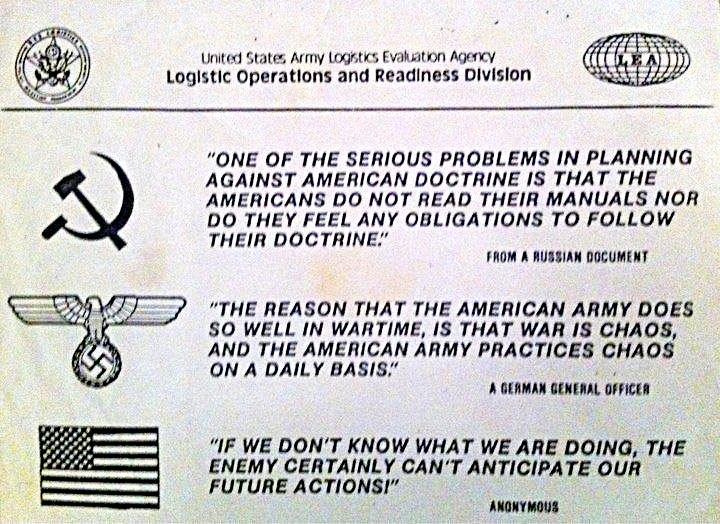 United States Army Logistics Evaluation Agency
Logistic Operations and Readiness Division
LEA
"ONE OF THE SERIOUS PROBLEMS IN PLANNING
AGAINST AMERICAN DOCTRINE IS THAT THE
AMERICANS DO NOT READ THEIR MANUALS NOR
DO THEY FEEL ANY OBLIGATIONS TO FOLLOW
THEIR DOCTRINE."
FROM A RUSSIAN DOCUMENT
"THE REASON THAT THE AMERICAN ARMY DOES
SO WELL IN WARTIME, IS THAT WAR IS CHAOS,
AND THE AMERICAN ARMY PRACTICES CHAOS
ON A DAILY BASIS."
A GERMAN GENERAL OFFICER
"IF WE DON'T KNOW WHAT WE ARE DOING, THE
ENEMY CERTAINLY CAN'T ANTICIPATE OUR
FUTURE ACTIONS!"
ANONYMOUS